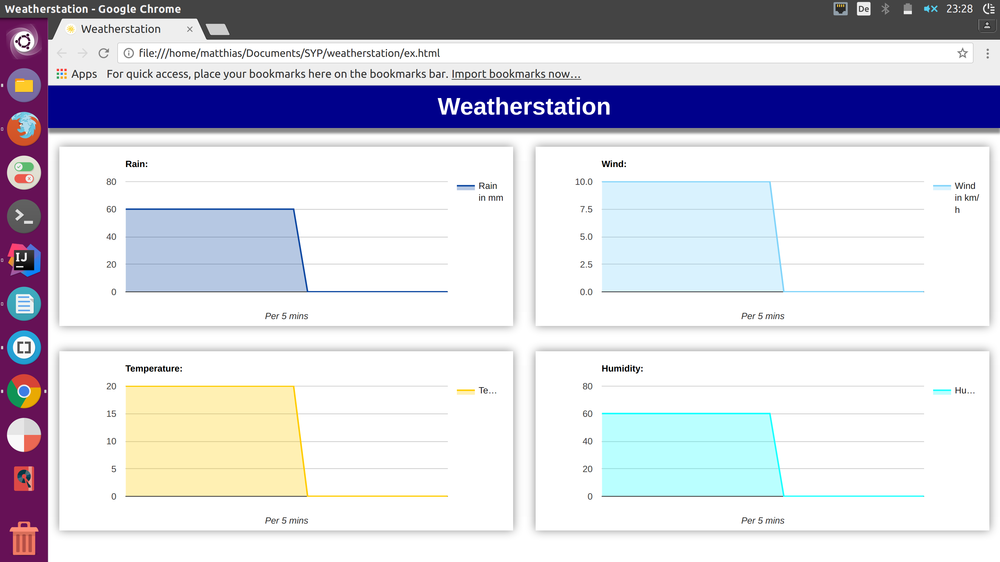 Weatherstation - Google Chrome
De
23:28
Weatherstation
file:///home/matthias/Documents/SYP/weatherstation/ex.html
Apps For quick access, place your bookmarks here on the bookmarks bar. Import bookmarks now...
Weatherstation
Rain:
80
60
40
20
0
Rain
in mm
Per 5 mins
Wind:
10.0
7.5
5.0
2.5
0.0
Wind
in km/
h
Per 5 mins
Temperature:
20
15
10
5
0
Te...
Per 5 mins
Humidity:
80
60
40
20
0
Hu...
Per 5 mins
IJ